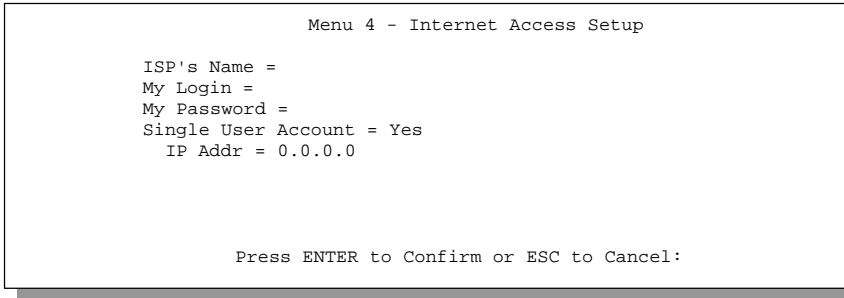 Menu 4 - Internet Access Setup
ISP's Name =
My Login =
My Password =
Single User Account = Yes
IP Addr = 0.0.0.0
Press ENTER to Confirm or ESC to Cancel: